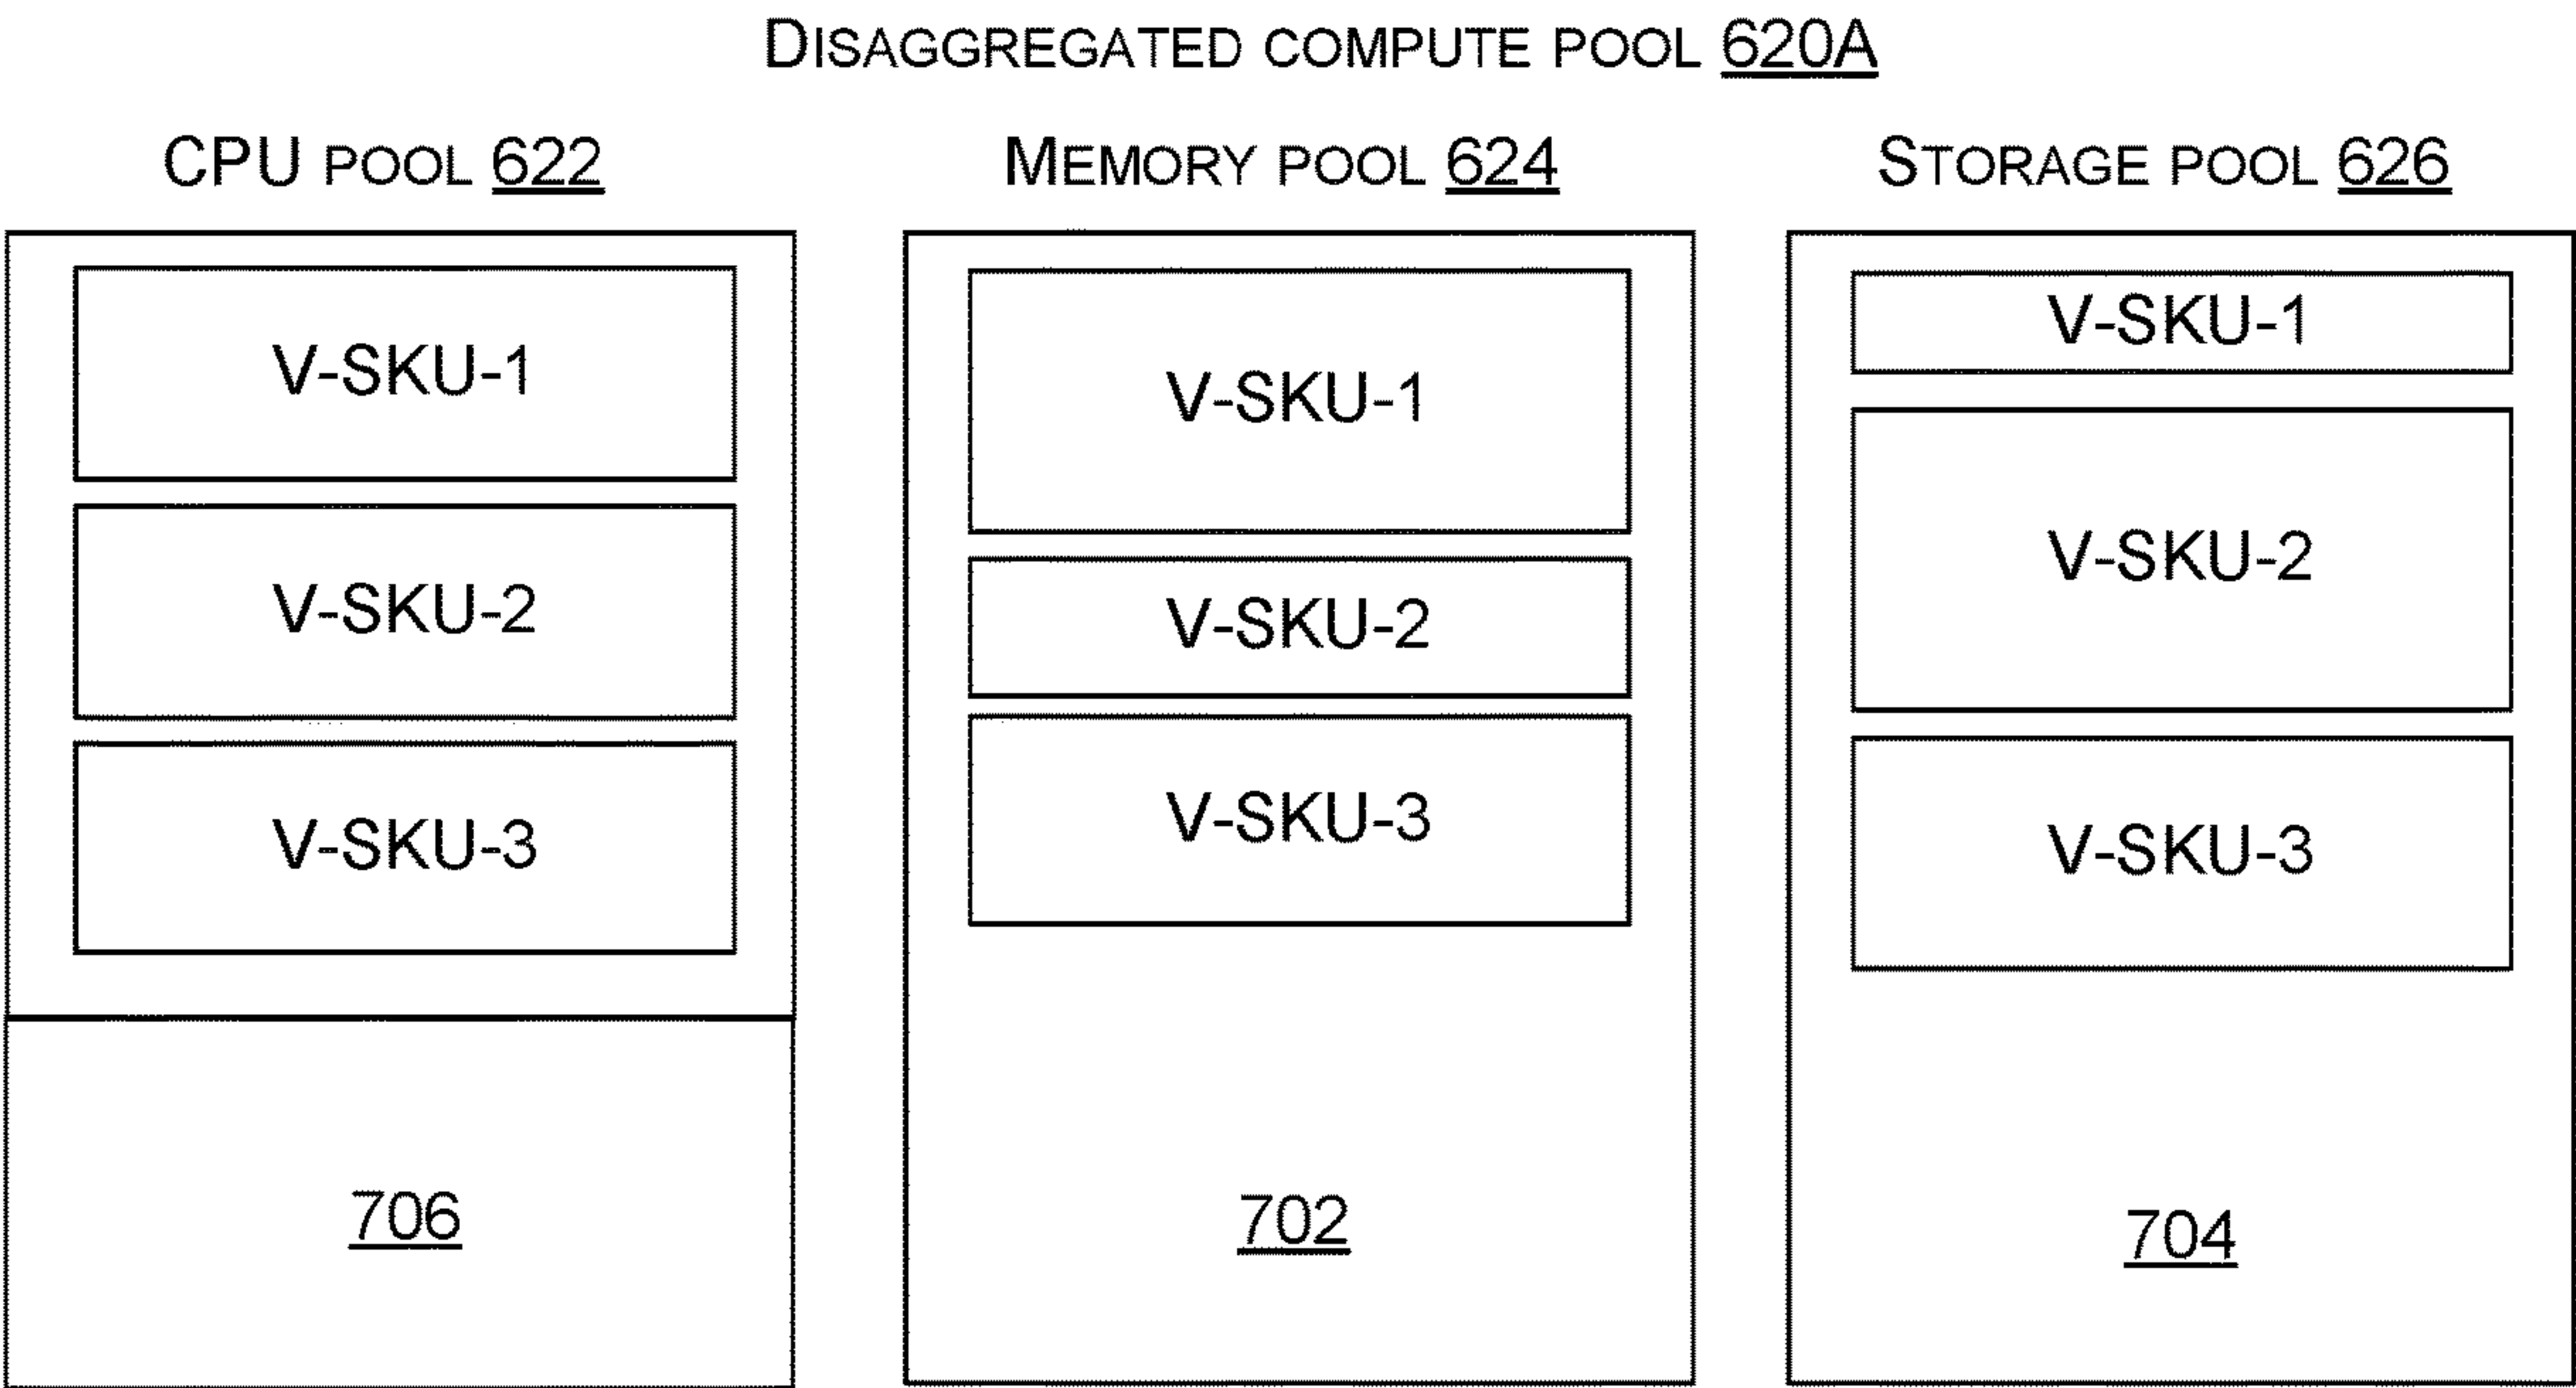 DISAGGREGATED COMPUTE POOL 620A
CPU POOL 622
V-SKU-1
V-SKU-2
V-SKU-3
706
MEMORY POOL 624
V-SKU-1
V-SKU-2
V-SKU-3
702
STORAGE POOL 626
V-SKU-1
V-SKU-2
V-SKU-3
704